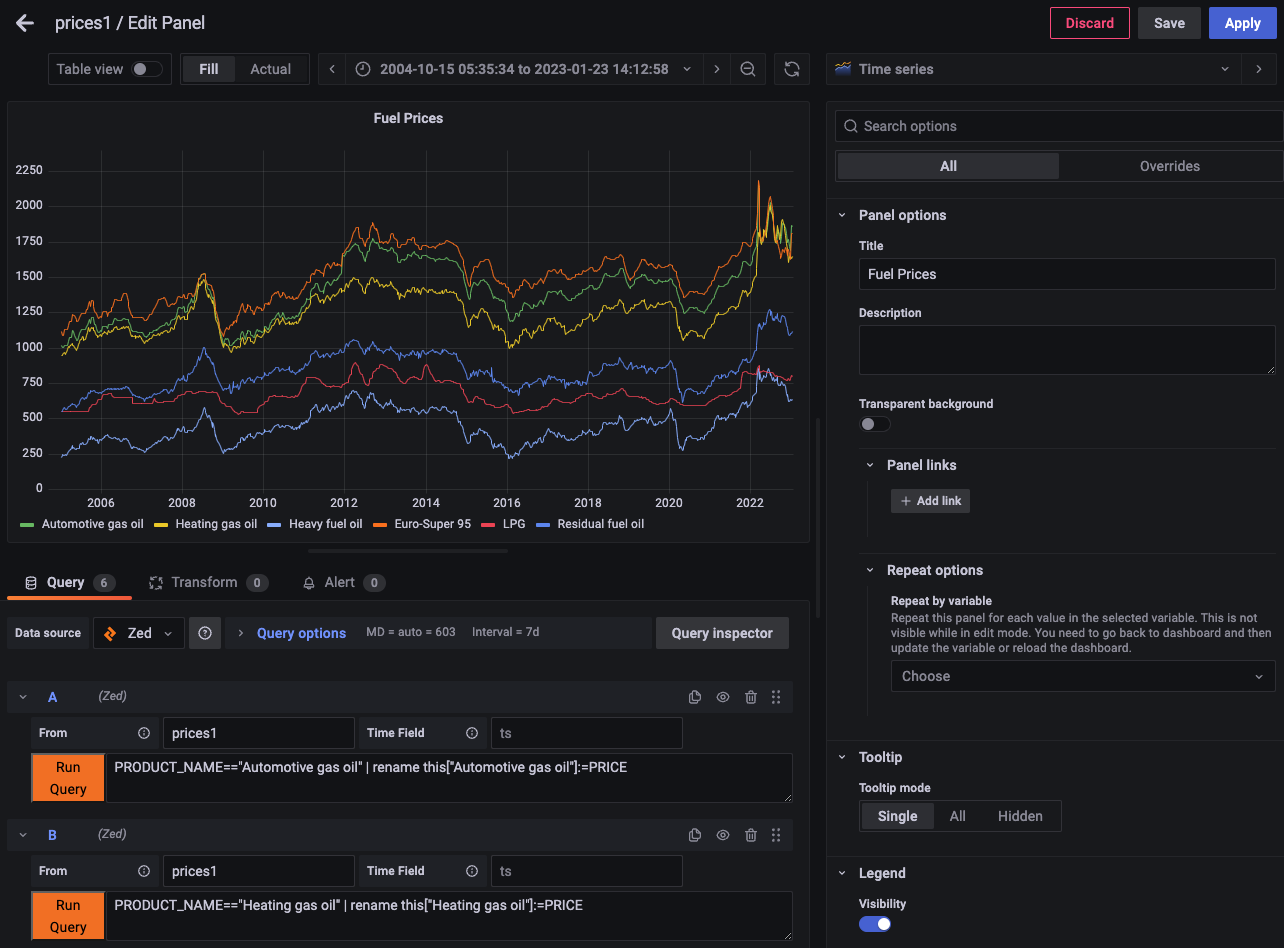 prices1 / Edit Panel
Discard
Save
Apply
Table view
Fill
Actual
2004-10-15 05:35:34 to 2023-01-23 14:12:58
Time series
Fuel Prices
2250
2000
1750
1500
1250
1000
750
500
250
0
2006 2008 2010 2012 2014 2016 2018 2020 2022
Automotive gas oil Heating gas oil Heavy fuel oil Euro-Super 95 LPG Residual fuel oil
Query 6
Transform 0
Alert 0
Data source
Zed
Query options
MD = auto = 603
Interval = 7d
Query inspector
A
(Zed)
From
prices1
Time Field
ts
Run
Query
PRODUCT_NAME=="Automotive gas oil" | rename this["Automotive gas oil"]:=PRICE
B
(Zed)
From
prices1
Time Field
ts
Run
Query
PRODUCT_NAME=="Heating gas oil" | rename this["Heating gas oil"]:=PRICE
Search options
All
Overrides
Panel options
Title
Fuel Prices
Description
Transparent background
Panel links
+ Add link
Repeat options
Repeat by variable
Repeat this panel for each value in the selected variable. This is not
visible while in edit mode. You need to go back to dashboard and then
update the variable or reload the dashboard.
Choose
Tooltip
Tooltip mode
Single
All
Hidden
Legend
Visibility